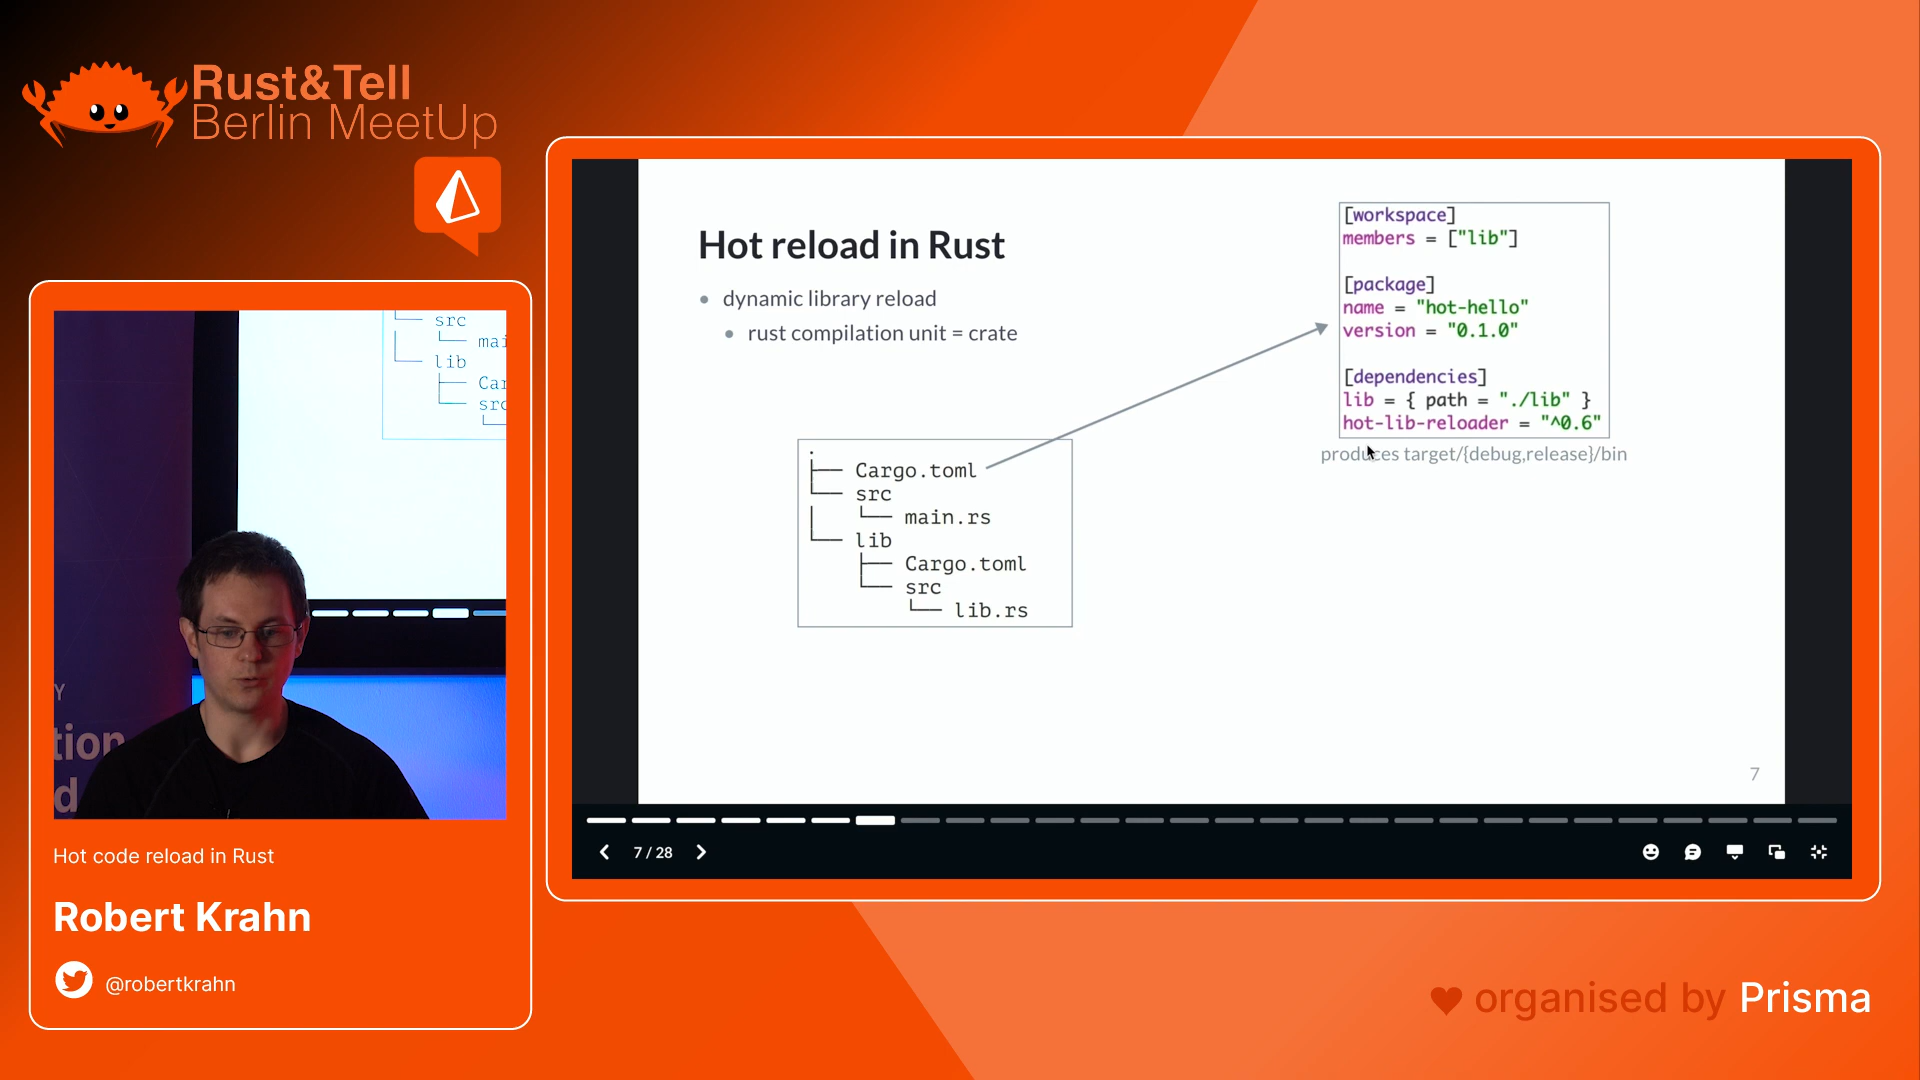 Rust&Tell
Berlin MeetUp
src
lib
src
Y
tion
d
Hot code reload in Rust
Robert Krahn
@robertkrahn
Hot reload in Rust
dynamic library reload
rust compilation unit = crate
.
├── Cargo.toml
└── src
│   └── main.rs
└── lib
├── Cargo.toml
└── src
└── lib.rs
[workspace]
members = ["lib"]
[package]
name = "hot-hello"
version = "0.1.0"
[dependencies]
lib = { path = "./lib" }
hot-lib-reloader = "^0.6"
produces target/{debug,release}/bin
7
7 / 28
organised by Prisma